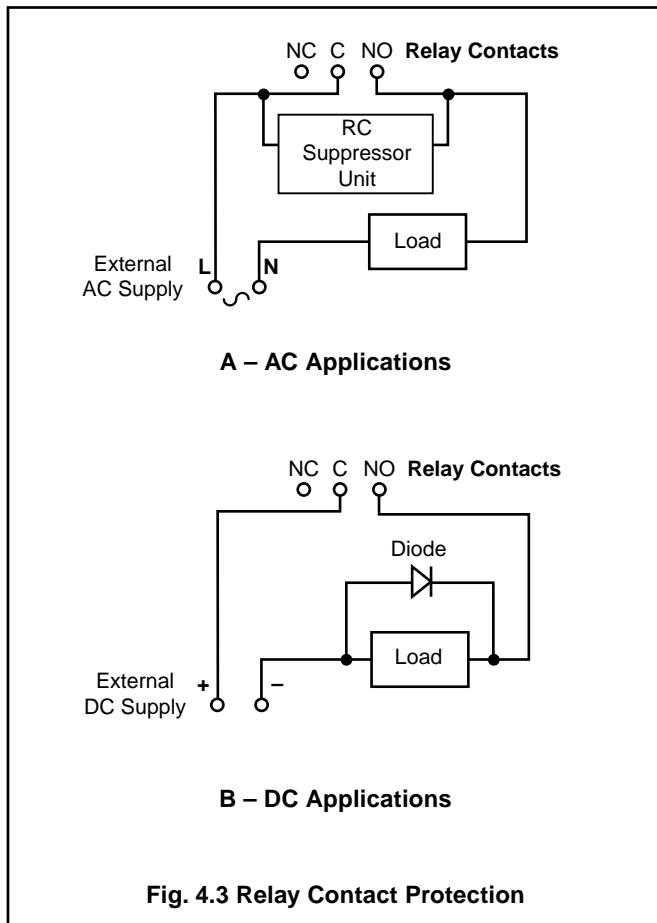 NC C NO Relay Contacts
RC
Suppressor
Unit
Load
External
AC Supply
L N
A – AC Applications
NC C NO Relay Contacts
Diode
Load
External
DC Supply
+ –
B – DC Applications
Fig. 4.3 Relay Contact Protection